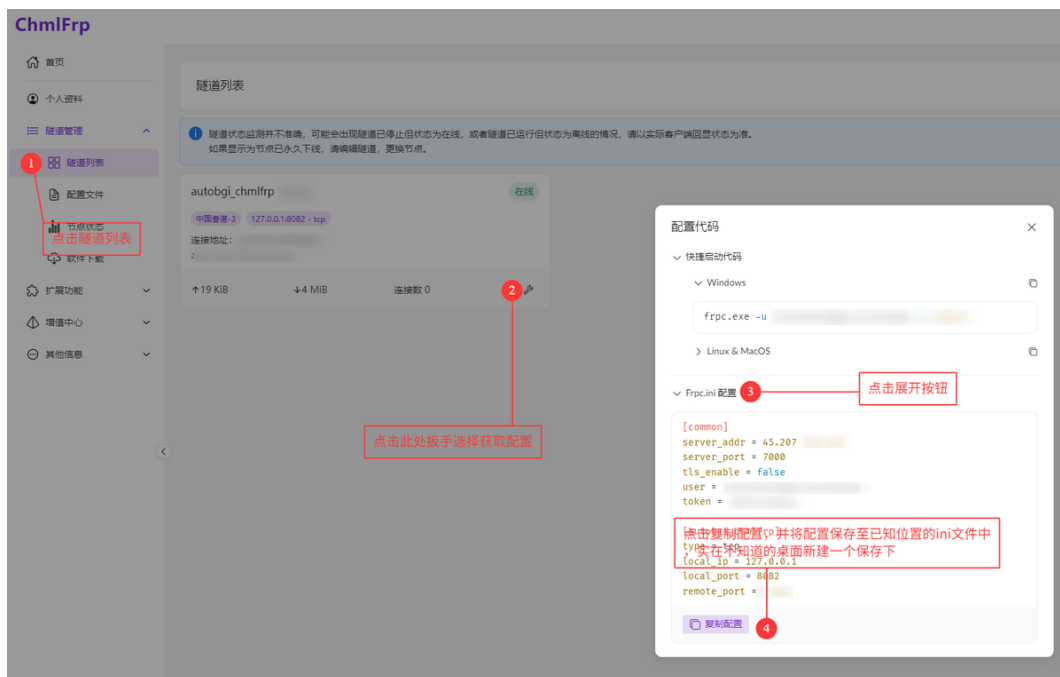 ChmlFrp
首页
个人资料
隧道管理
1
隧道列表
配置文件
节点状态
点击隧道列表
软件下载
扩展功能
增值中心
其他信息
隧道列表
隧道状态监测并不准确，可能会出现隧道已停止但状态为在线，或者隧道已运行但状态为离线的情况，请以实际客户端回显状态为准。
如果显示为节点已永久下线，请编辑隧道，更换节点。
autobgi_chmlfrp
在线
中国香港-3
127.0.0.1:8082 - tcp
连接地址：
2
↑19 KiB
↓4 MiB
连接数 0
2
点击此处扳手选择获取配置
配置代码
快捷启动代码
Windows
frpc.exe -u
Linux & MacOS
Frpc.ini 配置
3
点击展开按钮
[common]
server_addr = 45.207
server_port = 7000
tls_enable = false
user =
token =
点击复制配置，并将配置保存至已知位置的ini文件中
，实在不知道的桌面新建一个保存下
type = tcp
local_ip = 127.0.0.1
local_port = 8082
remote_port =
复制配置
4